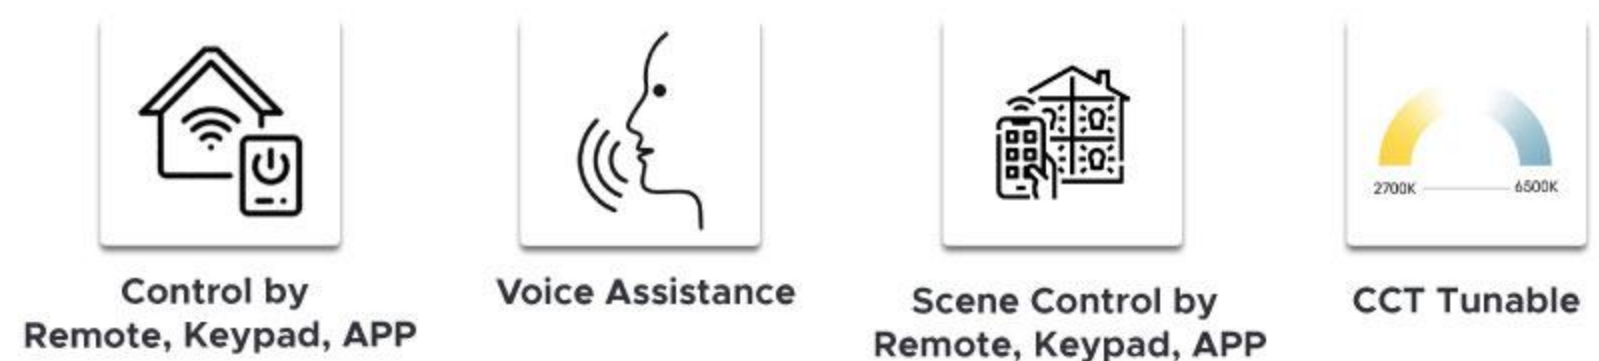 2700K
6500K
Control by
Remote, Keypad, APP
Voice Assistance
Scene Control by
Remote, Keypad, APP
CCT Tunable